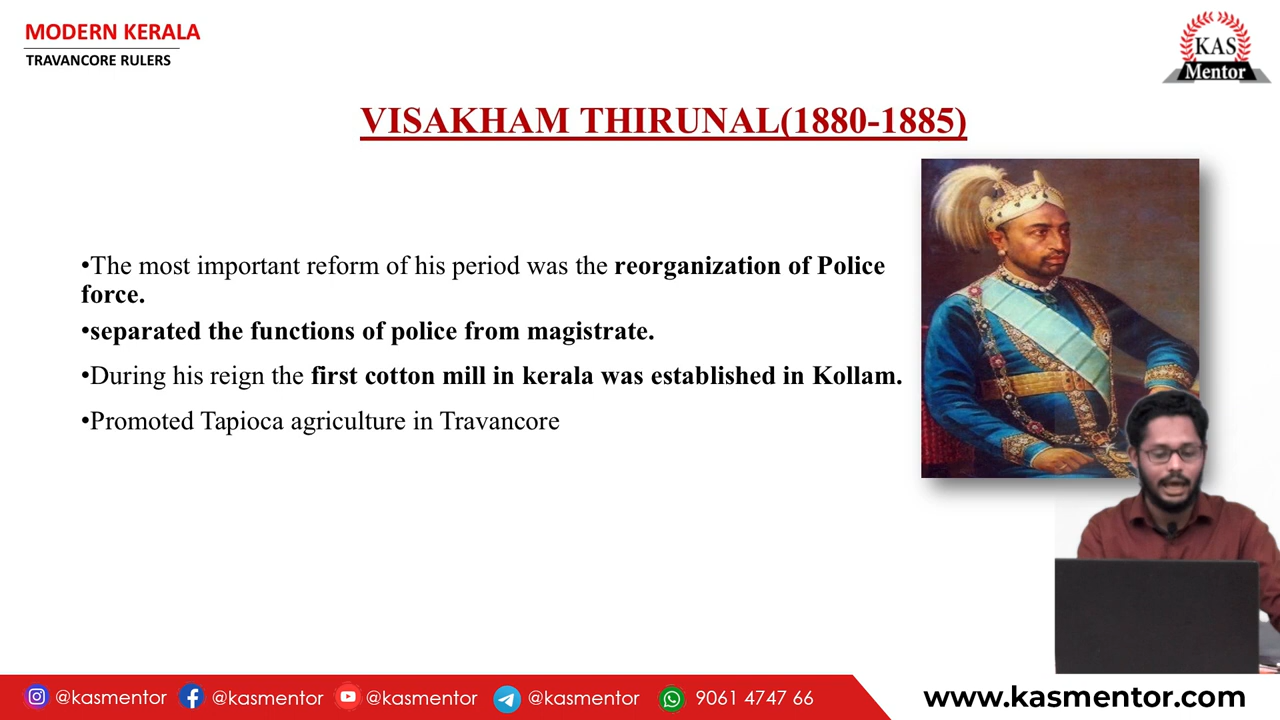 MODERN KERALA
TRAVANCORE RULERS
KAS
Mentor
VISAKHAM THIRUNAL(1880-1885)
•The most important reform of his period was the reorganization of Police
force.
•separated the functions of police from magistrate.
•During his reign the first cotton mill in kerala was established in Kollam.
•Promoted Tapioca agriculture in Travancore
@kasmentor @kasmentor @kasmentor @kasmentor 9061 4747 66
www.kasmentor.com